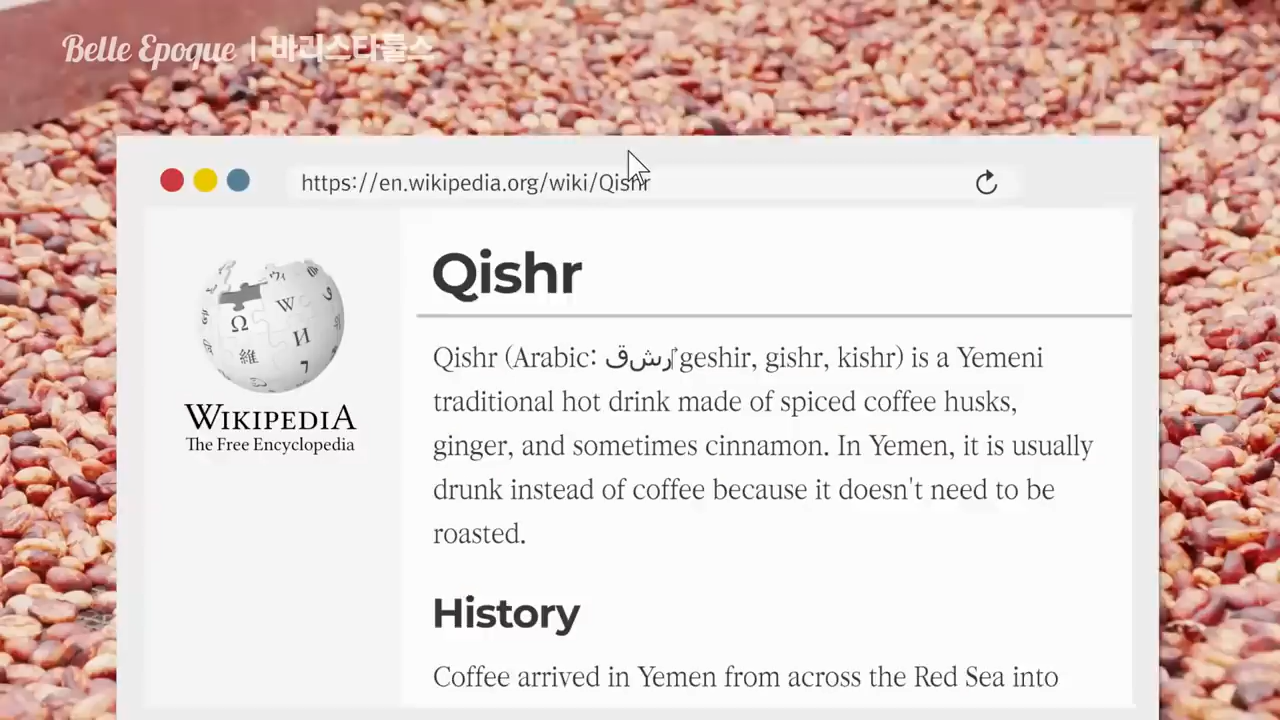 Belle Epoque | 바리스타툴스
https://en.wikipedia.org/wiki/Qishr
Qishr
WIKIPEDIA
The Free Encyclopedia
Qishr (Arabic: رشق geshir, gishr, kishr) is a Yemeni
traditional hot drink made of spiced coffee husks,
ginger, and sometimes cinnamon. In Yemen, it is usually
drunk instead of coffee because it doesn't need to be
roasted.
History
Coffee arrived in Yemen from across the Red Sea into